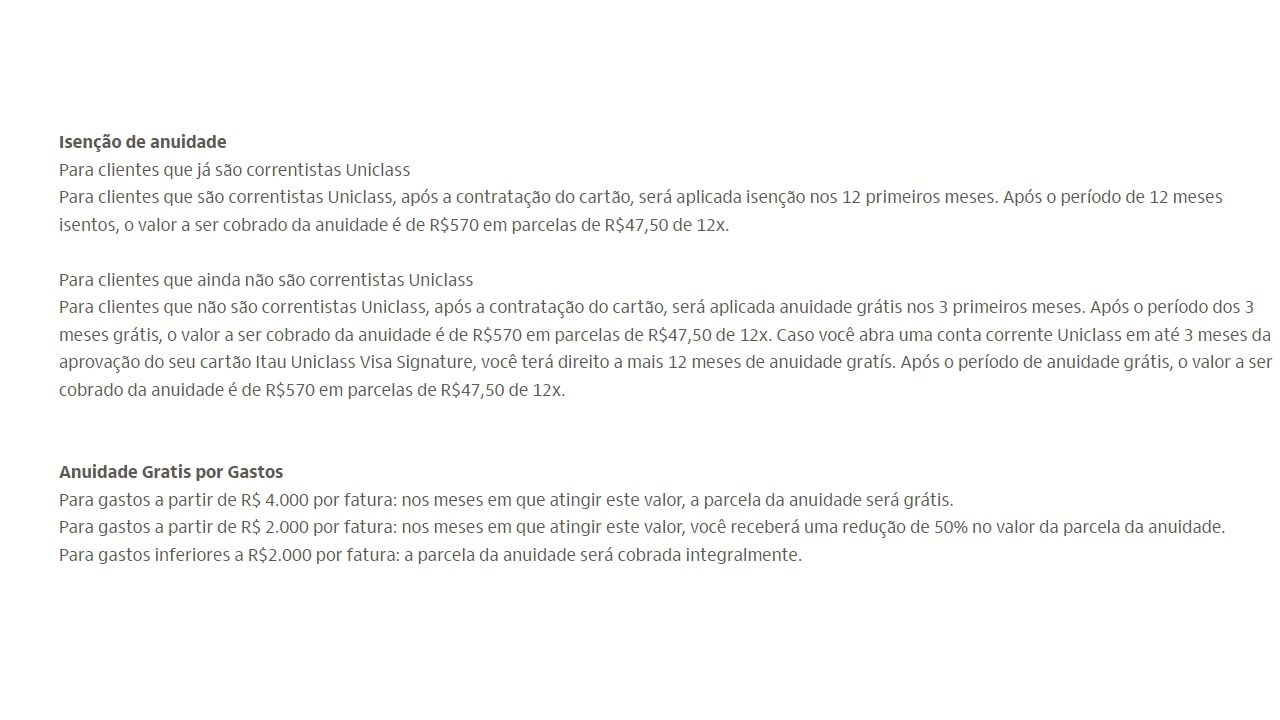 Isenção de anuidade
Para clientes que já são correntistas Uniclass
Para clientes que são correntistas Uniclass, após a contratação do cartão, será aplicada isenção nos 12 primeiros meses. Após o período de 12 meses
isentos, o valor a ser cobrado da anuidade é de R$570 em parcelas de R$47,50 de 12x.
Para clientes que ainda não são correntistas Uniclass
Para clientes que não são correntistas Uniclass, após a contratação do cartão, será aplicada anuidade grátis nos 3 primeiros meses. Após o período dos 3
meses grátis, o valor a ser cobrado da anuidade é de R$570 em parcelas de R$47,50 de 12x. Caso você abra uma conta corrente Uniclass em até 3 meses da
aprovação do seu cartão Itau Uniclass Visa Signature, você terá direito a mais 12 meses de anuidade gratís. Após o período de anuidade grátis, o valor a ser
cobrado da anuidade é de R$570 em parcelas de R$47,50 de 12x.
Anuidade Gratis por Gastos
Para gastos a partir de R$ 4.000 por fatura: nos meses em que atingir este valor, a parcela da anuidade será grátis.
Para gastos a partir de R$ 2.000 por fatura: nos meses em que atingir este valor, você receberá uma redução de 50% no valor da parcela da anuidade.
Para gastos inferiores a R$2.000 por fatura: a parcela da anuidade será cobrada integralmente.